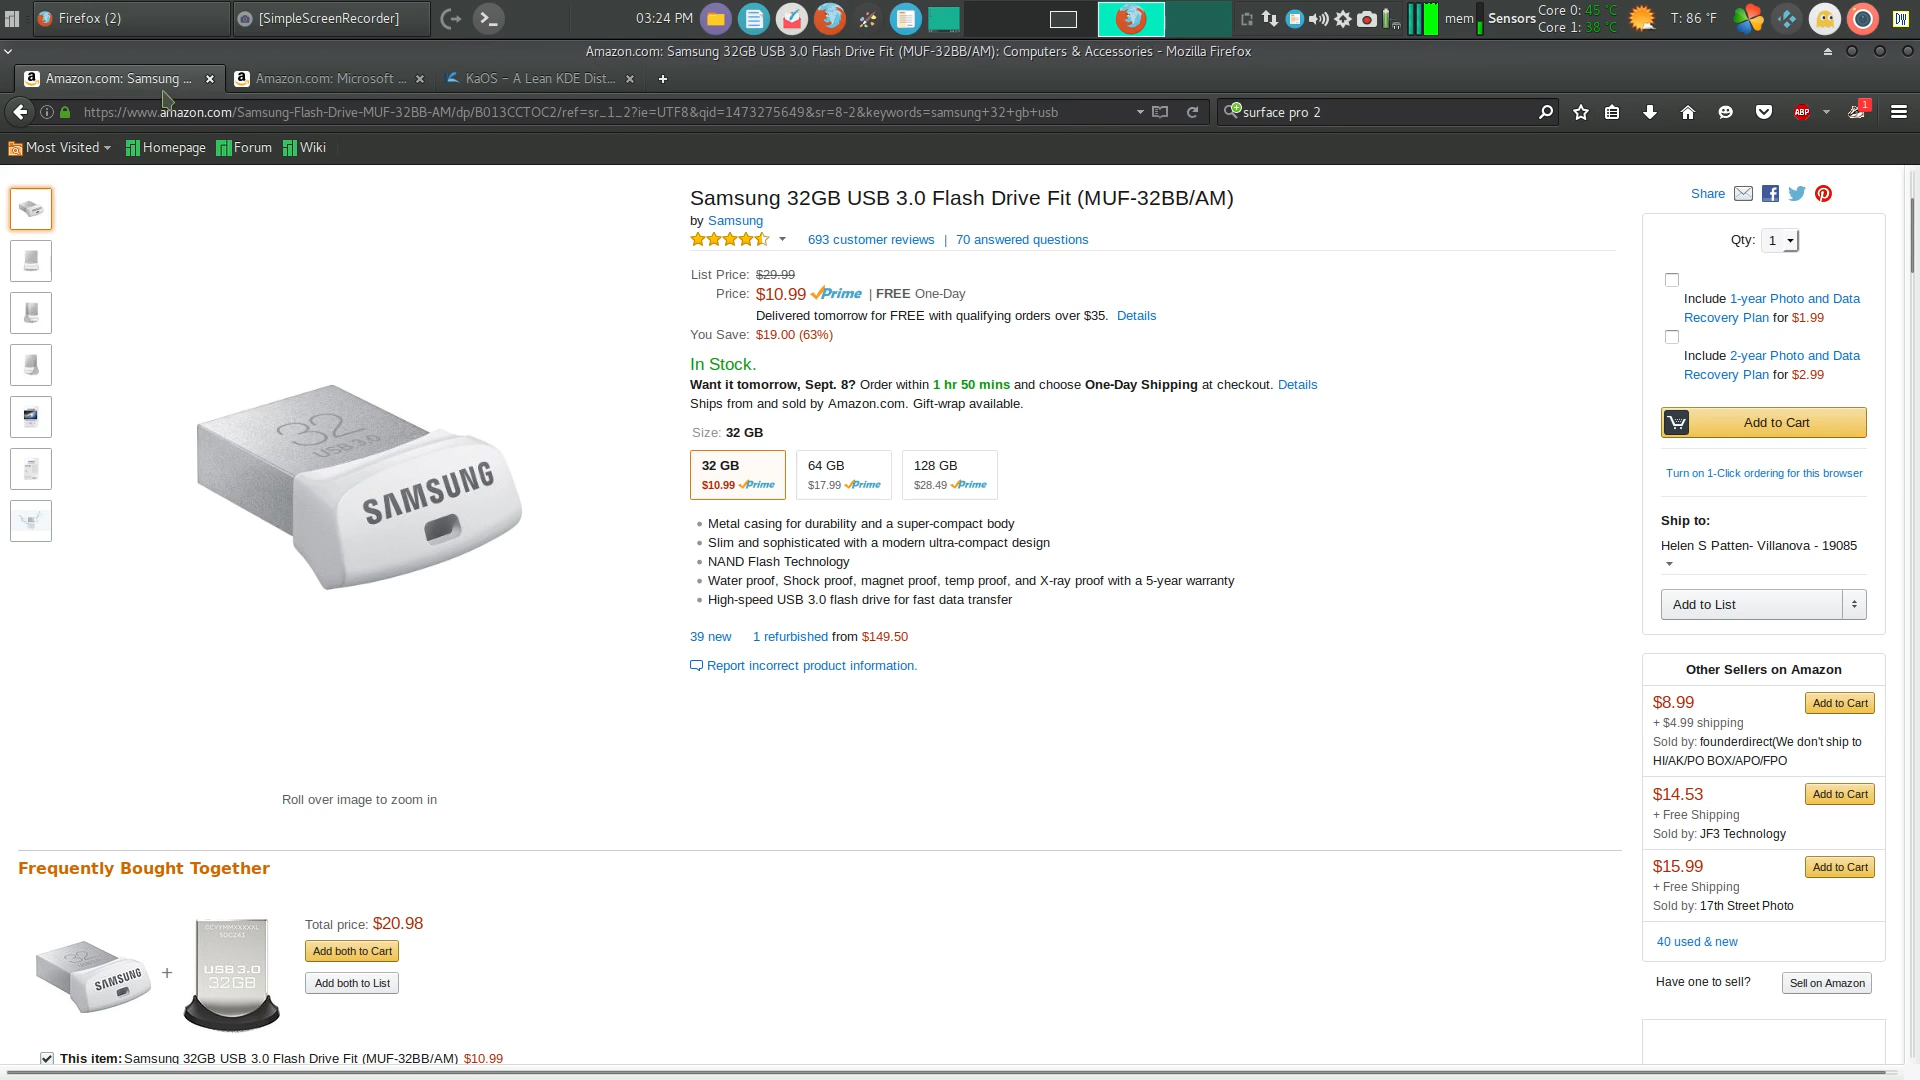 Firefox (2)
[SimpleScreenRecorder]
03:24 PM
mem
Sensors
Core 0: 45 °C
Core 1: 38 °C
T: 86 °F
Amazon.com: Samsung 32GB USB 3.0 Flash Drive Fit (MUF-32BB/AM): Computers & Accessories - Mozilla Firefox
Amazon.com: Samsung ...
Amazon.com: Microsoft ...
KaOS – A Lean KDE Dist...
https://www.amazon.com/Samsung-Flash-Drive-MUF-32BB-AM/dp/B013CCTOC2/ref=sr_1_2?ie=UTF8&qid=1473275649&sr=8-2&keywords=samsung+32+gb+usb
surface pro 2
ABP
1
Most Visited
Homepage
Forum
Wiki
Samsung 32GB USB 3.0 Flash Drive Fit (MUF-32BB/AM)
by Samsung
693 customer reviews | 70 answered questions
List Price: $29.99
Price: $10.99 Prime | FREE One-Day
Delivered tomorrow for FREE with qualifying orders over $35. Details
You Save: $19.00 (63%)
In Stock.
Want it tomorrow, Sept. 8? Order within 1 hr 50 mins and choose One-Day Shipping at checkout. Details
Ships from and sold by Amazon.com. Gift-wrap available.
Size: 32 GB
32 GB
$10.99 Prime
64 GB
$17.99 Prime
128 GB
$28.49 Prime
Metal casing for durability and a super-compact body
Slim and sophisticated with a modern ultra-compact design
NAND Flash Technology
Water proof, Shock proof, magnet proof, temp proof, and X-ray proof with a 5-year warranty
High-speed USB 3.0 flash drive for fast data transfer
39 new 1 refurbished from $149.50
Report incorrect product information.
32
USB 3.0
SAMSUNG
Roll over image to zoom in
Share
Qty: 1
Include 1-year Photo and Data
Recovery Plan for $1.99
Include 2-year Photo and Data
Recovery Plan for $2.99
Add to Cart
Turn on 1-Click ordering for this browser
Ship to:
Helen S Patten- Villanova - 19085
Add to List
Other Sellers on Amazon
$8.99
Add to Cart
+ $4.99 shipping
Sold by: founderdirect(We don't ship to
HI/AK/PO BOX/APO/FPO
$14.53
Add to Cart
+ Free Shipping
Sold by: JF3 Technology
$15.99
Add to Cart
+ Free Shipping
Sold by: 17th Street Photo
40 used & new
Have one to sell?
Sell on Amazon
Frequently Bought Together
32
SAMSUNG
+
USB 3.0
32GB
Total price: $20.98
Add both to Cart
Add both to List
This item: Samsung 32GB USB 3.0 Flash Drive Fit (MUF-32BB/AM) $10.99